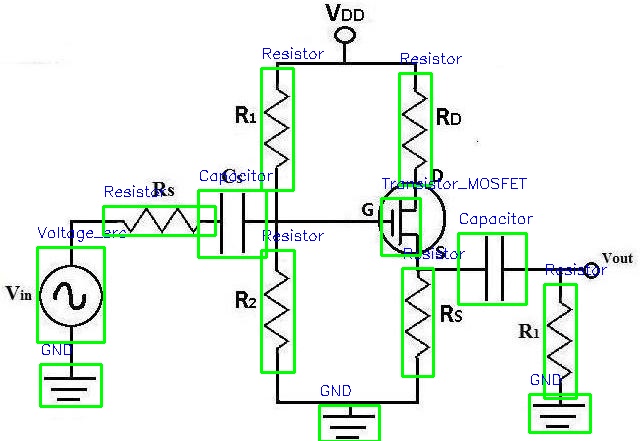 VDD
Resistor
Resistor
R1
RD
Resistor
Rs
Capacitor
Cs
Transistor_MOSFET
D
G
Voltage_src
Resistor
Capacitor
S
Resistor
Vout
Resistor
Vin
R2
RS
R1
GND
GND
GND